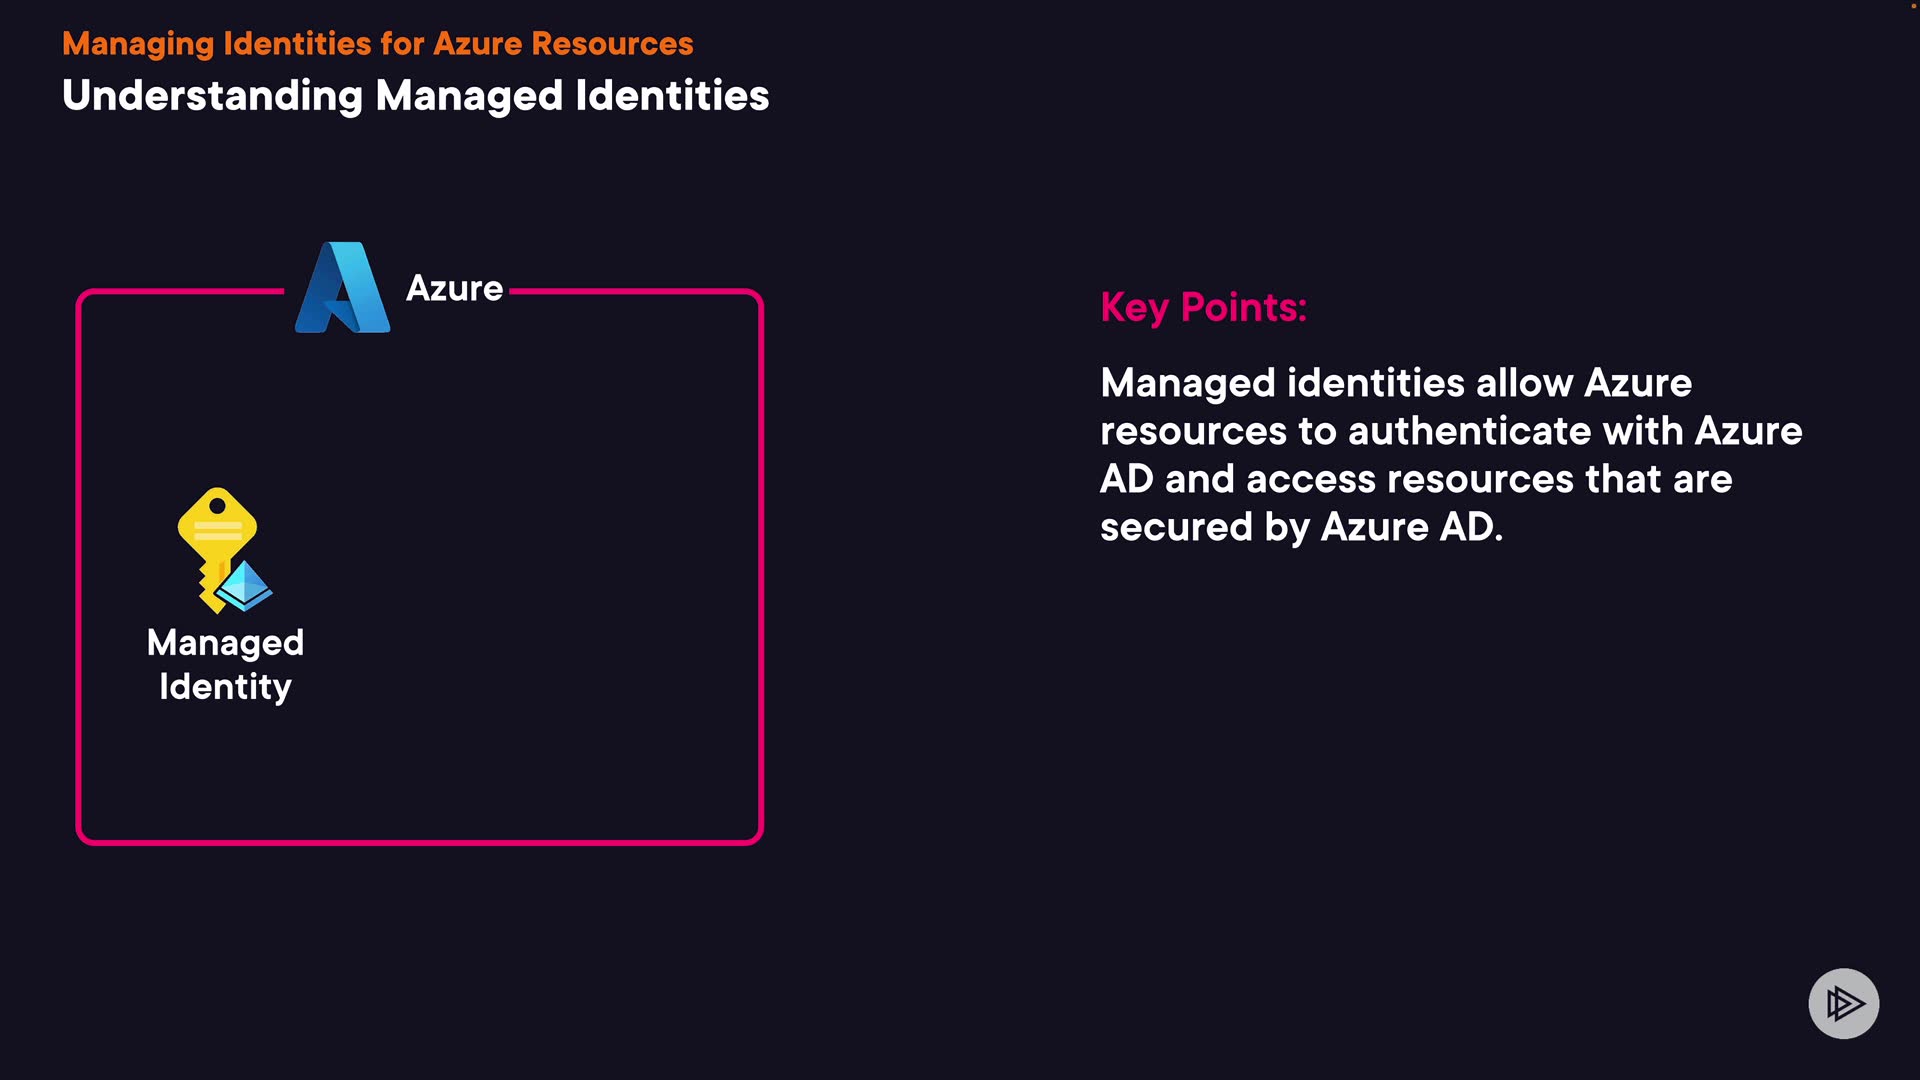 Managing Identities for Azure Resources
Understanding Managed Identities
Azure
Managed
Identity
Key Points:
Managed identities allow Azure
resources to authenticate with Azure
AD and access resources that are
secured by Azure AD.